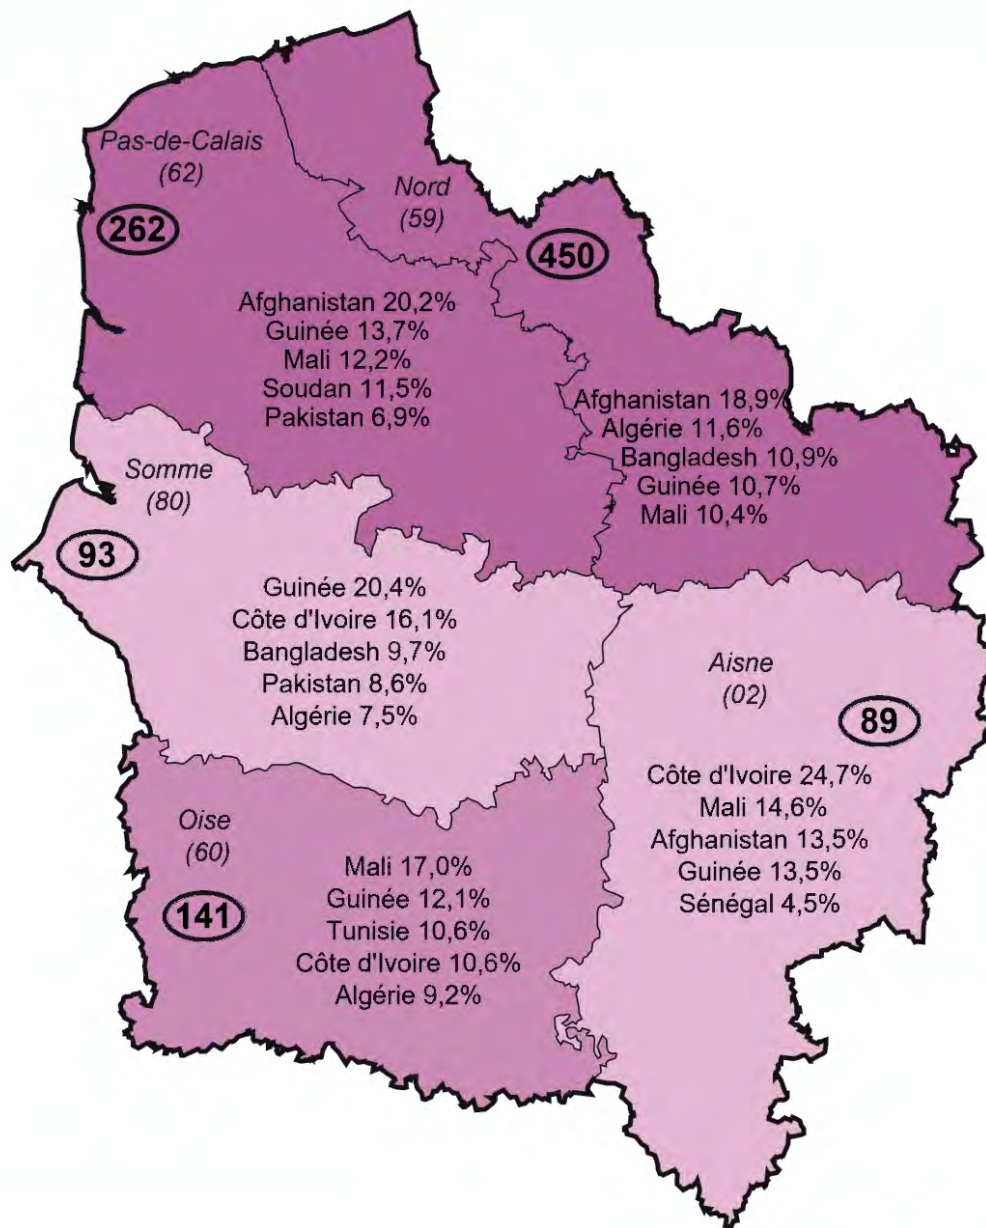 Pas-de-Calais
(62)
262
Nord
(59)
450
Afghanistan 20,2%
Guinée 13,7%
Mali 12,2%
Soudan 11,5%
Pakistan 6,9%
Afghanistan 18,9%
Algérie 11,6%
Bangladesh 10,9%
Guinée 10,7%
Mali 10,4%
Somme
(80)
93
Guinée 20,4%
Côte d'Ivoire 16,1%
Bangladesh 9,7%
Pakistan 8,6%
Algérie 7,5%
Aisne
(02)
89
Côte d'Ivoire 24,7%
Mali 14,6%
Afghanistan 13,5%
Guinée 13,5%
Sénégal 4,5%
Oise
(60)
141
Mali 17,0%
Guinée 12,1%
Tunisie 10,6%
Côte d'Ivoire 10,6%
Algérie 9,2%